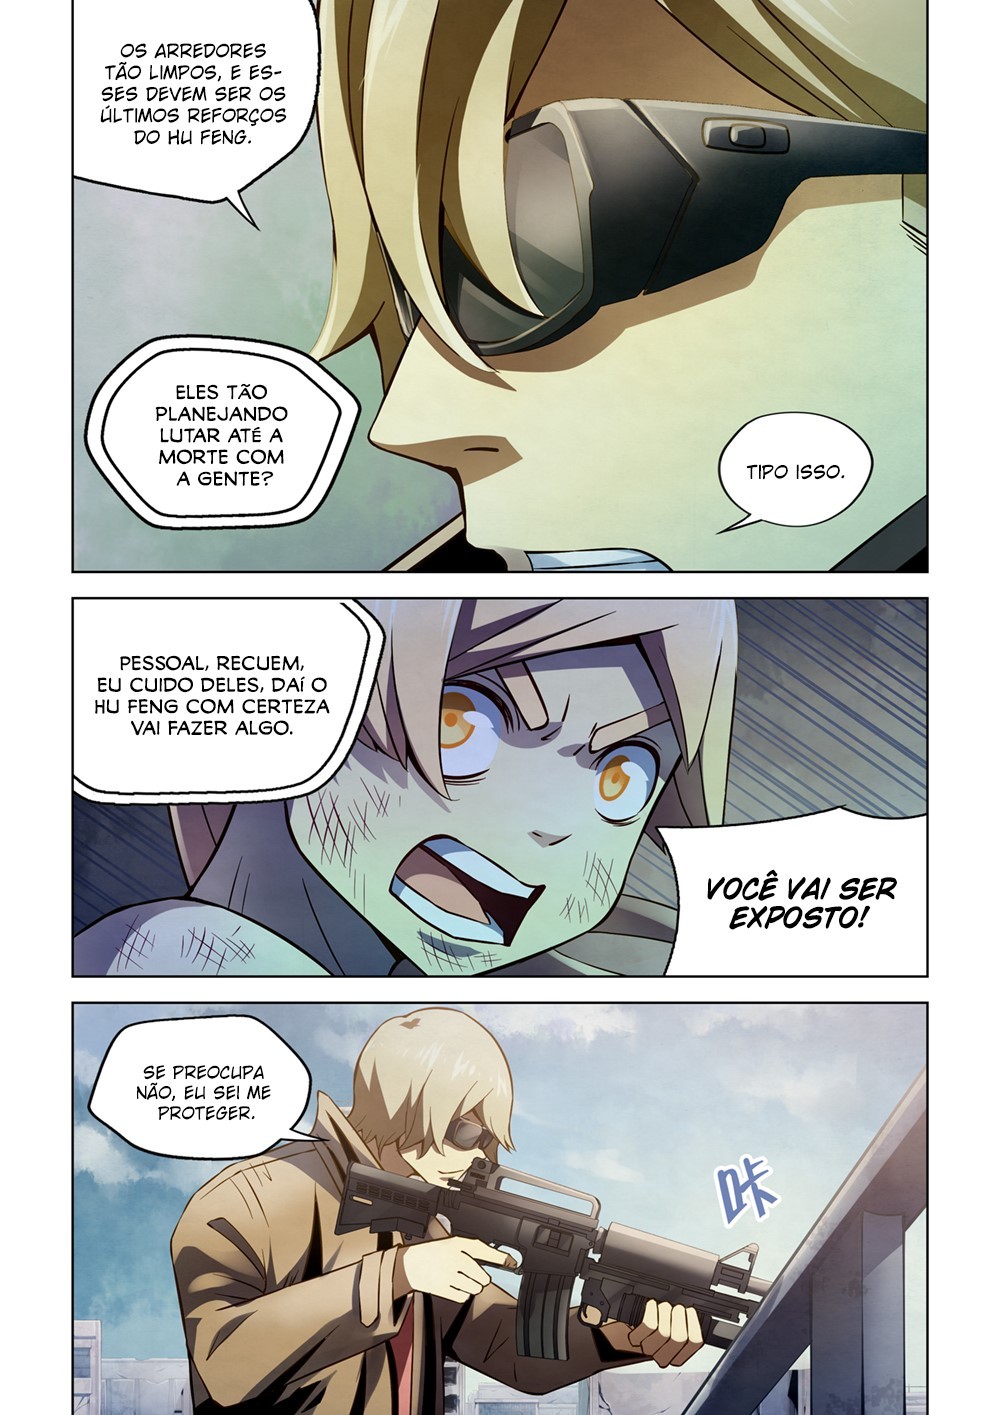 OS ARREDORES
TÃO LIMPOS, E ES-
SES DEVEM SER OS
ÚLTIMOS REFORÇOS
DO HU FENG.
ELES TÃO
PLANEJANDO
LUTAR ATÉ A
MORTE COM
A GENTE?
TIPO ISSO.
PESSOAL, RECUEM,
EU CUIDO DELES, DAÍ O
HU FENG COM CERTEZA
VAI FAZER ALGO.
VOCÊ VAI SER
EXPOSTO!
SE PREOCUPA
NÃO, EU SEI ME
PROTEGER.
咔